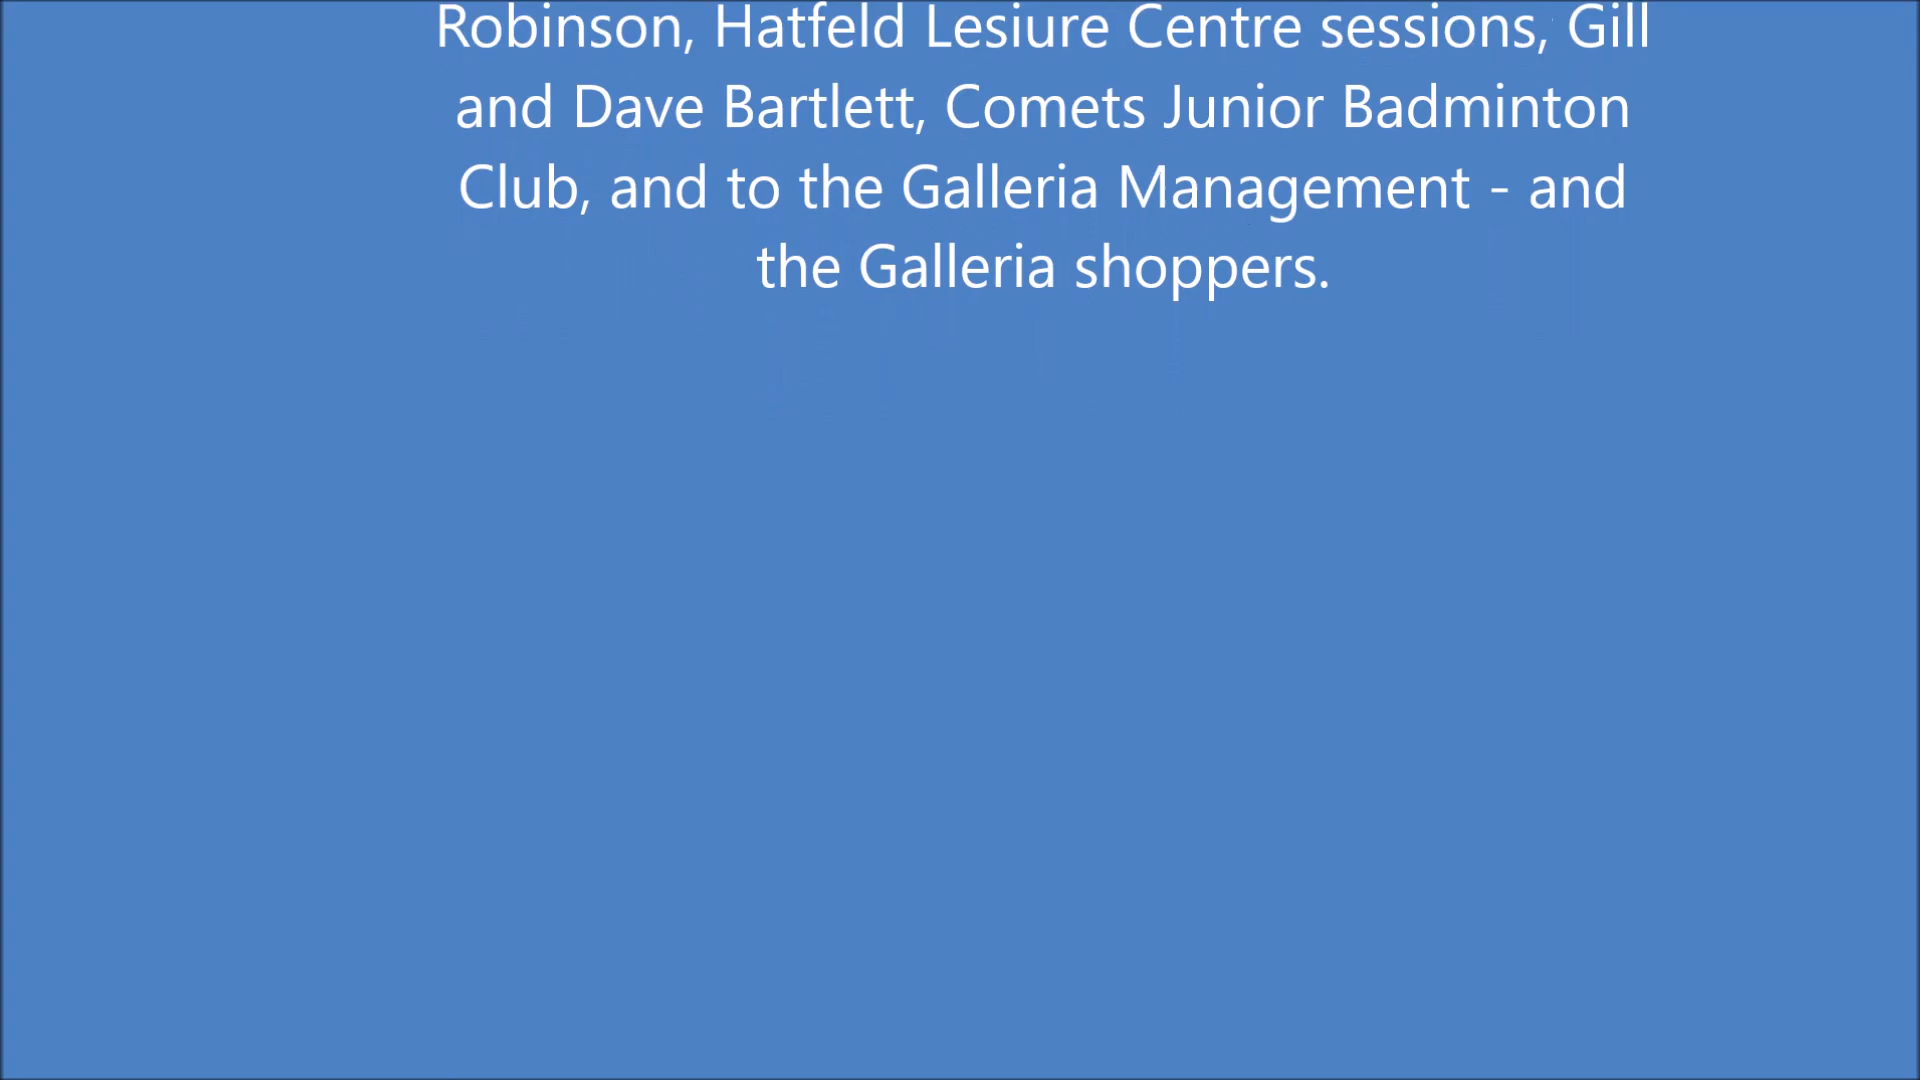 Robinson, Hatfeld Lesiure Centre sessions, Gill
and Dave Bartlett, Comets Junior Badminton
Club, and to the Galleria Management - and
the Galleria shoppers.